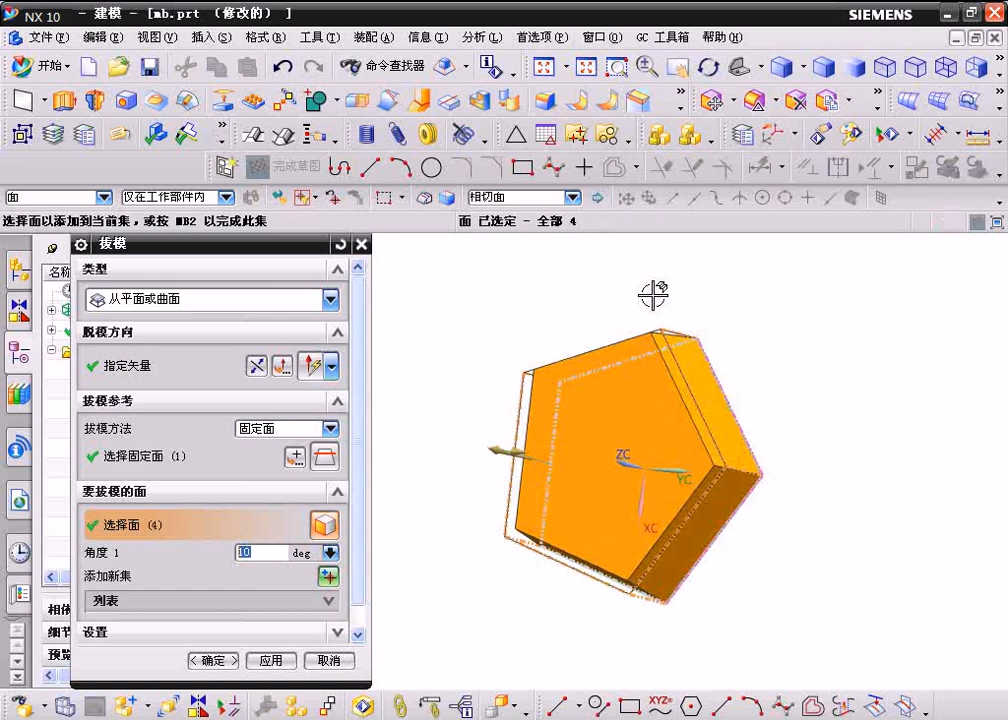 NX 10 - 建模 - [mb.prt （修改的） ]
SIEMENS
文件(F) 编辑(E) 视图(V) 插入(S) 格式(R) 工具(T) 装配(A) 信息(I) 分析(L) 首选项(P) 窗口(O) GC 工具箱 帮助(H)
开始 命令查找器
完成草图
面 仅在工作部件内 相切面
选择面以添加到当前集，或按 MB2 以完成此集
面 已选定 - 全部 4
拔模
名称
类型
从平面或曲面
脱模方向
指定矢量
拔模参考
拔模方法 固定面
选择固定面 (1)
要拔模的面
选择面 (4)
角度 1 10 deg
添加新集
列表
设置
<确定> 应用 取消
相依
细节
预览
ZC
YC
XC
XYZ=